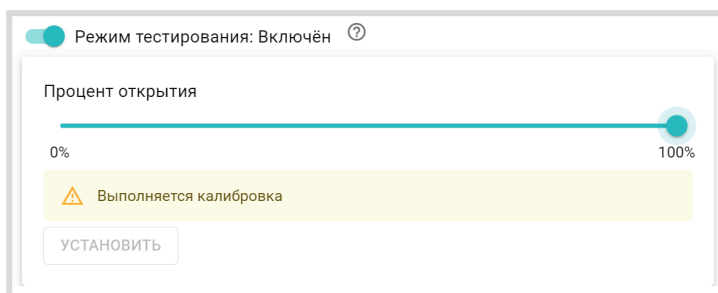 Режим тестирования: Включён
Процент открытия
0% 100%
Выполняется калибровка
УСТАНОВИТЬ